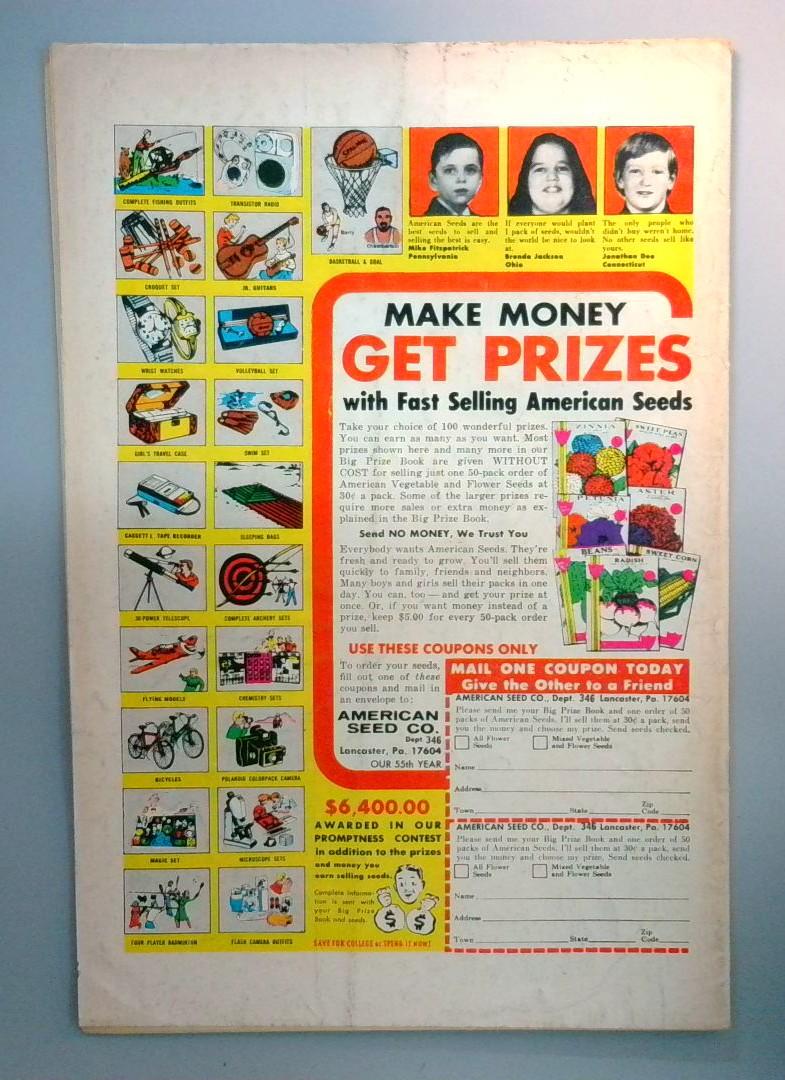 COMPLETE FISHING OUTFITS
TRANSISTOR RADIO
CROQUET SET
JR. GUITARS
WRIST WATCHES
VOLLEYBALL SET
GIRL'S TRAVEL CASE
SWIM SET
CASSETTE TAPE RECORDER
SLEEPING BAGS
30-POWER TELESCOPE
COMPLETE ARCHERY SETS
FLYING MODELS
CHEMISTRY SETS
BICYCLES
POLAROID COLORPACK CAMERA
MAGIC SET
MICROSCOPE SETS
FOUR PLAYER BADMINTON
FLASH CAMERA OUTFITS
Barry
Chamberlain
BASKETBALL & GOAL
American Seeds are the
best seeds to sell and
selling the best is easy.
Mike Fitzpatrick
Pennsylvania
If everyone would plant
1 pack of seeds, wouldn't
the world be nice to look
at.
Brenda Jackson
Ohio
The only people who
didn't buy weren't home.
No other seeds sell like
yours.
Jonathan Doe
Connecticut
MAKE MONEY
GET PRIZES
with Fast Selling American Seeds
Take your choice of 100 wonderful prizes.
You can earn as many as you want. Most
prizes shown here and many more in our
Big Prize Book are given WITHOUT
COST for selling just one 50-pack order of
American Vegetable and Flower Seeds at
30¢ a pack. Some of the larger prizes re-
quire more sales or extra money as ex-
plained in the Big Prize Book.
Send NO MONEY, We Trust You
Everybody wants American Seeds. They're
fresh and ready to grow. You'll sell them
quickly to family, friends and neighbors.
Many boys and girls sell their packs in one
day. You can, too — and get your prize at
once. Or, if you want money instead of a
prize, keep $5.00 for every 50-pack order
you sell.
ZINNIA
SWEET PEAS
PETUNIA
ASTER
BEANS
RADISH
SWEET CORN
USE THESE COUPONS ONLY
To order your seeds,
fill out one of these
coupons and mail in
an envelope to:
AMERICAN
SEED CO.
Dept 346
Lancaster, Pa. 17604
OUR 55th YEAR
MAIL ONE COUPON TODAY
Give the Other to a Friend
AMERICAN SEED CO., Dept. 346 Lancaster, Pa. 17604
Please send me your Big Prize Book and one order of 50
packs of American Seeds. I'll sell them at 30¢ a pack, send
you the money and choose my prize. Send seeds checked.
All Flower Seeds
Mixed Vegetable and Flower Seeds
Name
Address
Town State Zip Code
AMERICAN SEED CO., Dept. 346 Lancaster, Pa. 17604
Please send me your Big Prize Book and one order of 50
packs of American Seeds. I'll sell them at 30¢ a pack, send
you the money and choose my prize. Send seeds checked.
All Flower Seeds
Mixed Vegetable and Flower Seeds
Name
Address
Town State Zip Code
$6,400.00
AWARDED IN OUR
PROMPTNESS CONTEST
in addition to the prizes
and money you
earn selling seeds.
Complete informa-
tion is sent with
your Big Prize
Book and seeds.
$ $
SAVE FOR COLLEGE or SPEND IT NOW!